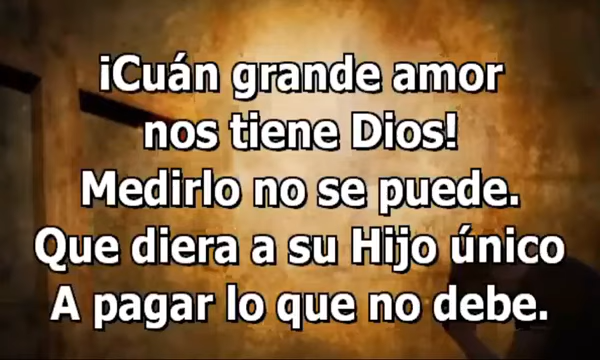 ¡Cuán grande amor
nos tiene Dios!
Medirlo no se puede.
Que diera a su Hijo único
A pagar lo que no debe.